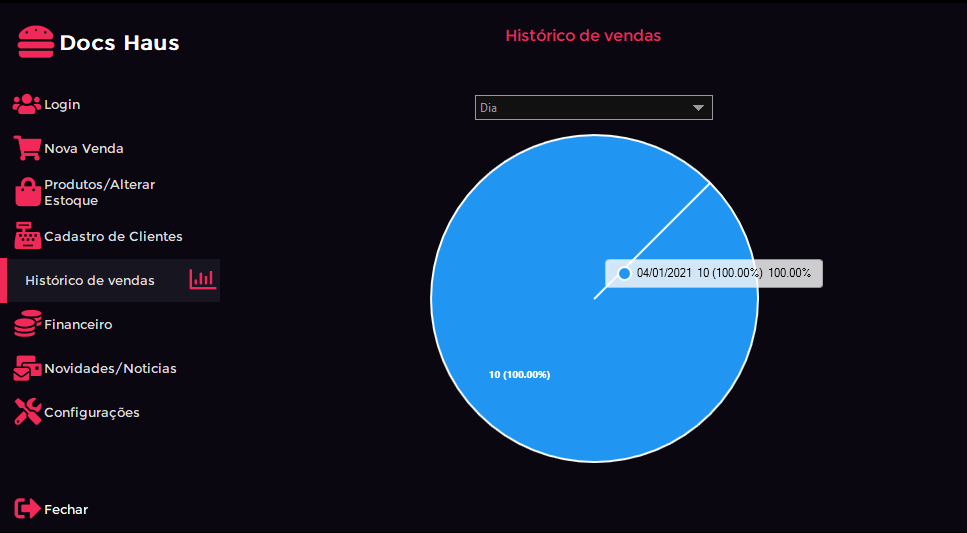 Docs Haus
Histórico de vendas
Login
Dia
Nova Venda
Produtos/Alterar
Estoque
Cadastro de Clientes
Histórico de vendas
04/01/2021 10 (100.00%) 100.00%
Financeiro
Novidades/Noticias
10 (100.00%)
Configurações
Fechar